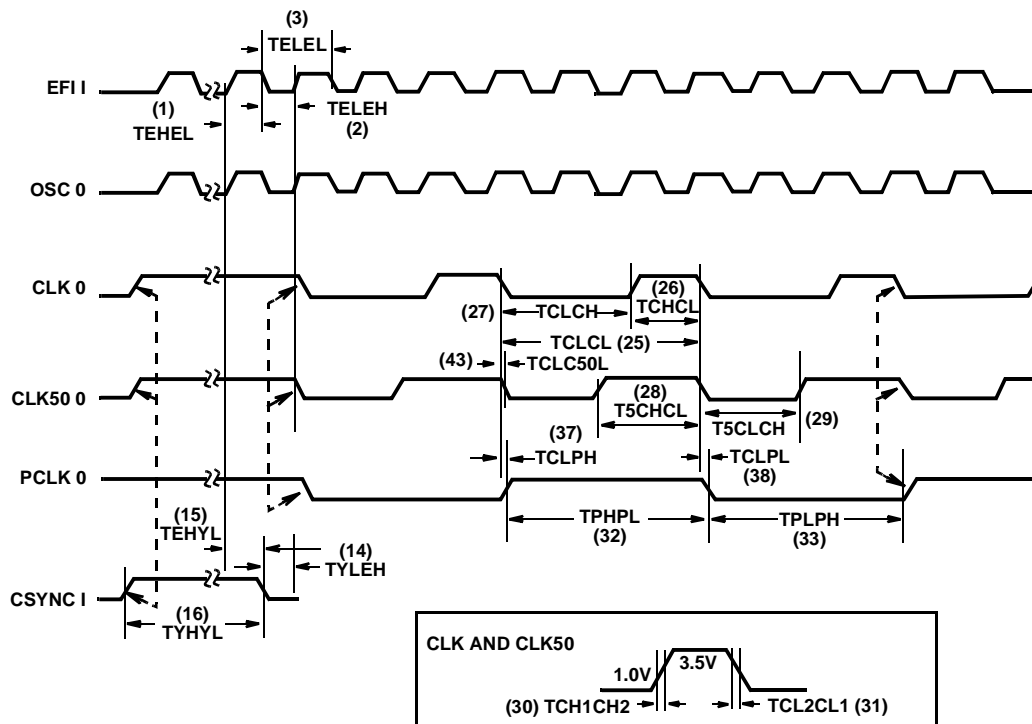 (3)
TELEL
EFI I
(1)
TEHEL
TELEH
(2)
OSC 0
CLK 0
(27)
TCLCH
(26)
TCHCL
TCLCL (25)
(43)
TCLC50L
CLK50 0
(28)
T5CHCL
T5CLCH
(29)
(37)
TCLPH
TCLPL
(38)
PCLK 0
TPHPL
(32)
TPLPH
(33)
(15)
TEHYL
(14)
TYLEH
CSYNC I
(16)
TYHYL
CLK AND CLK50
1.0V
3.5V
(30) TCH1CH2
TCL2CL1 (31)